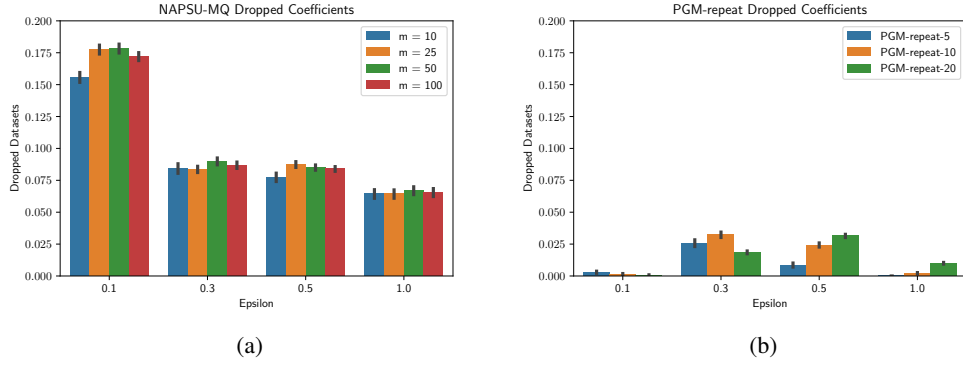 NAPSU-MQ Dropped Coefficients
0.200
0.175
0.150
0.125
0.100
0.075
0.050
0.025
0.000
Dropped Datasets
m = 10
m = 25
m = 50
m = 100
0.1
0.3
0.5
1.0
Epsilon
(a)
PGM-repeat Dropped Coefficients
0.200
0.175
0.150
0.125
0.100
0.075
0.050
0.025
0.000
Dropped Datasets
PGM-repeat-5
PGM-repeat-10
PGM-repeat-20
0.1
0.3
0.5
1.0
Epsilon
(b)